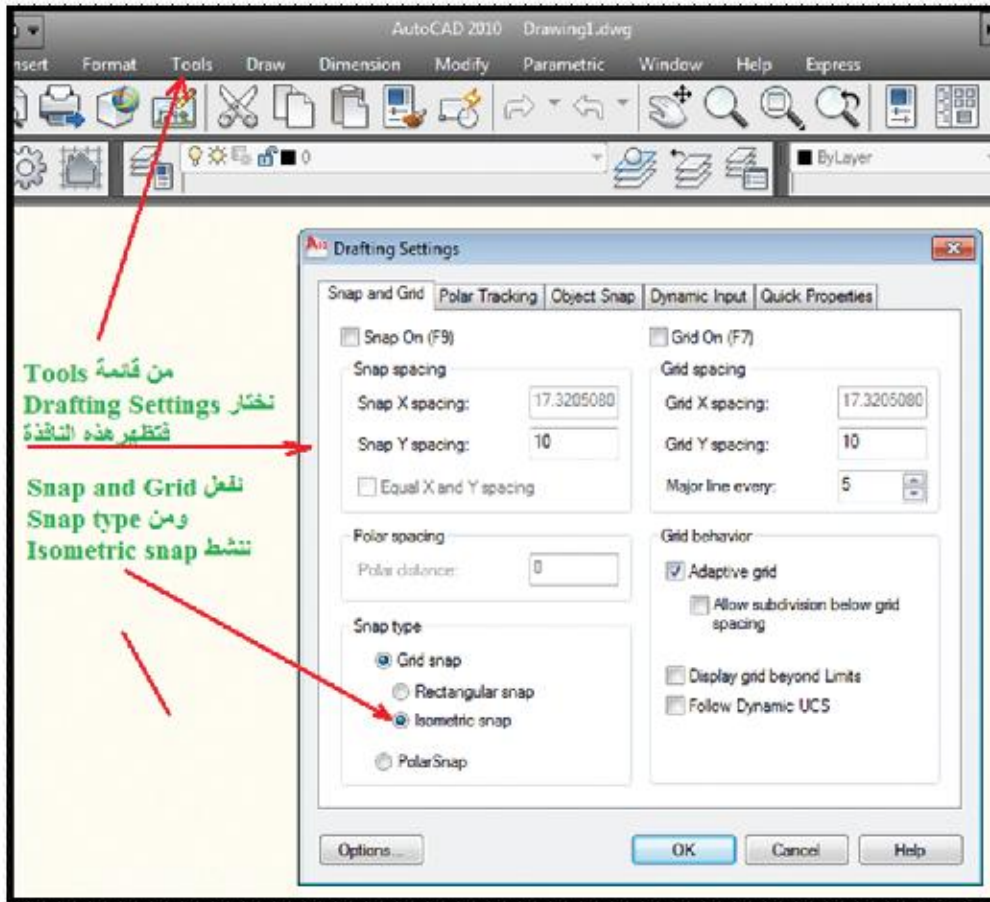 AutoCAD 2010 Drawing1.dwg
Format Tools Draw Dimension Modify Parametric Window Help Express
0
ByLayer
Drafting Settings
Snap and Grid Polar Tracking Object Snap Dynamic Input Quick Properties
Snap On (F9)
Grid On (F7)
Snap spacing
Snap X spacing: 17.3205080
Snap Y spacing: 10
Equal X and Y spacing
Grid spacing
Grid X spacing: 17.3205080
Grid Y spacing: 10
Major line every: 5
Polar spacing
Polar distance: 0
Grid behavior
Adaptive grid
Allow subdivision below grid
spacing
Display grid beyond Limits
Follow Dynamic UCS
Snap type
Grid snap
Rectangular snap
Isometric snap
PolarSnap
Options... OK Cancel Help
من قائمة Tools
نختار Drafting Settings
فتظهر هذه النافذة
نفعل Snap and Grid
ومن Snap type
ننشط Isometric snap